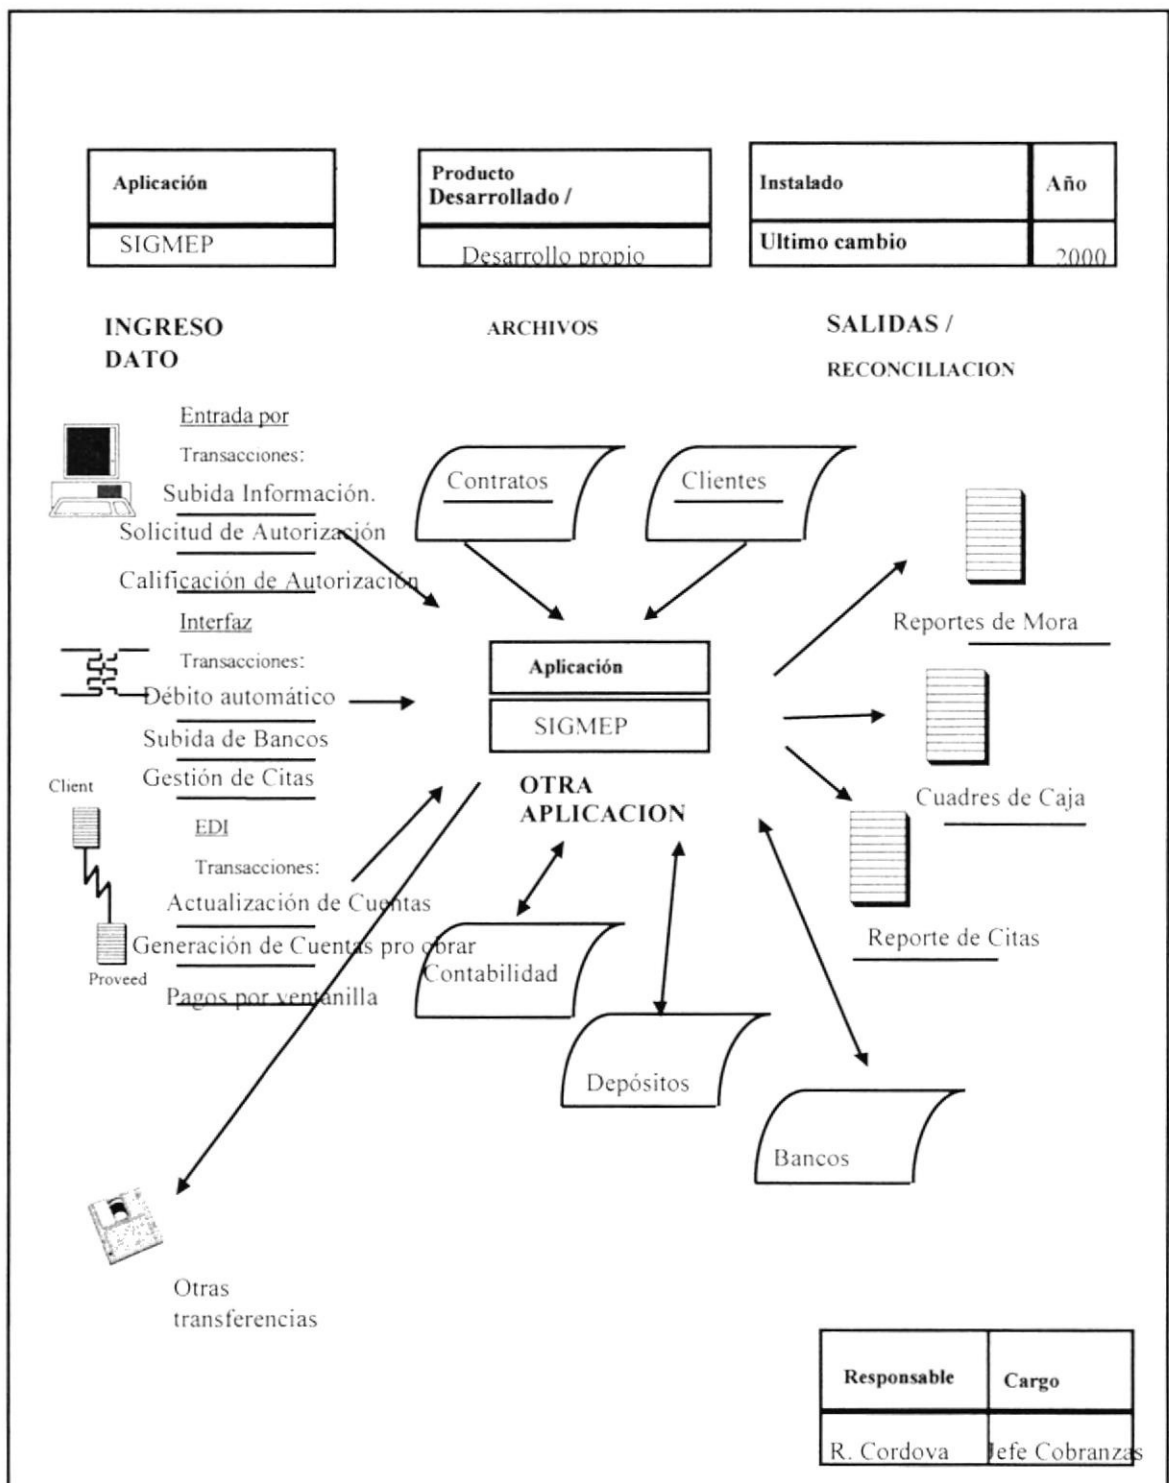 Aplicación
SIGMEP
Producto
Desarrollado /
Desarrollo propio
Instalado
Año
Ultimo cambio
2000
INGRESO
DATO
ARCHIVOS
SALIDAS /
RECONCILIACION
Entrada por
Transacciones:
Subida Información.
Solicitud de Autorización
Calificación de Autorización
Interfaz
Transacciones:
Débito automático
Subida de Bancos
Gestión de Citas
Client
EDI
Transacciones:
Actualización de Cuentas
Generación de Cuentas pro obrar
Proveed
Pagos por ventanilla
Otras
transferencias
Contratos
Clientes
Aplicación
SIGMEP
OTRA
APLICACION
Contabilidad
Depósitos
Bancos
Reportes de Mora
Cuadres de Caja
Reporte de Citas
Responsable
Cargo
R. Cordova
Jefe Cobranzas